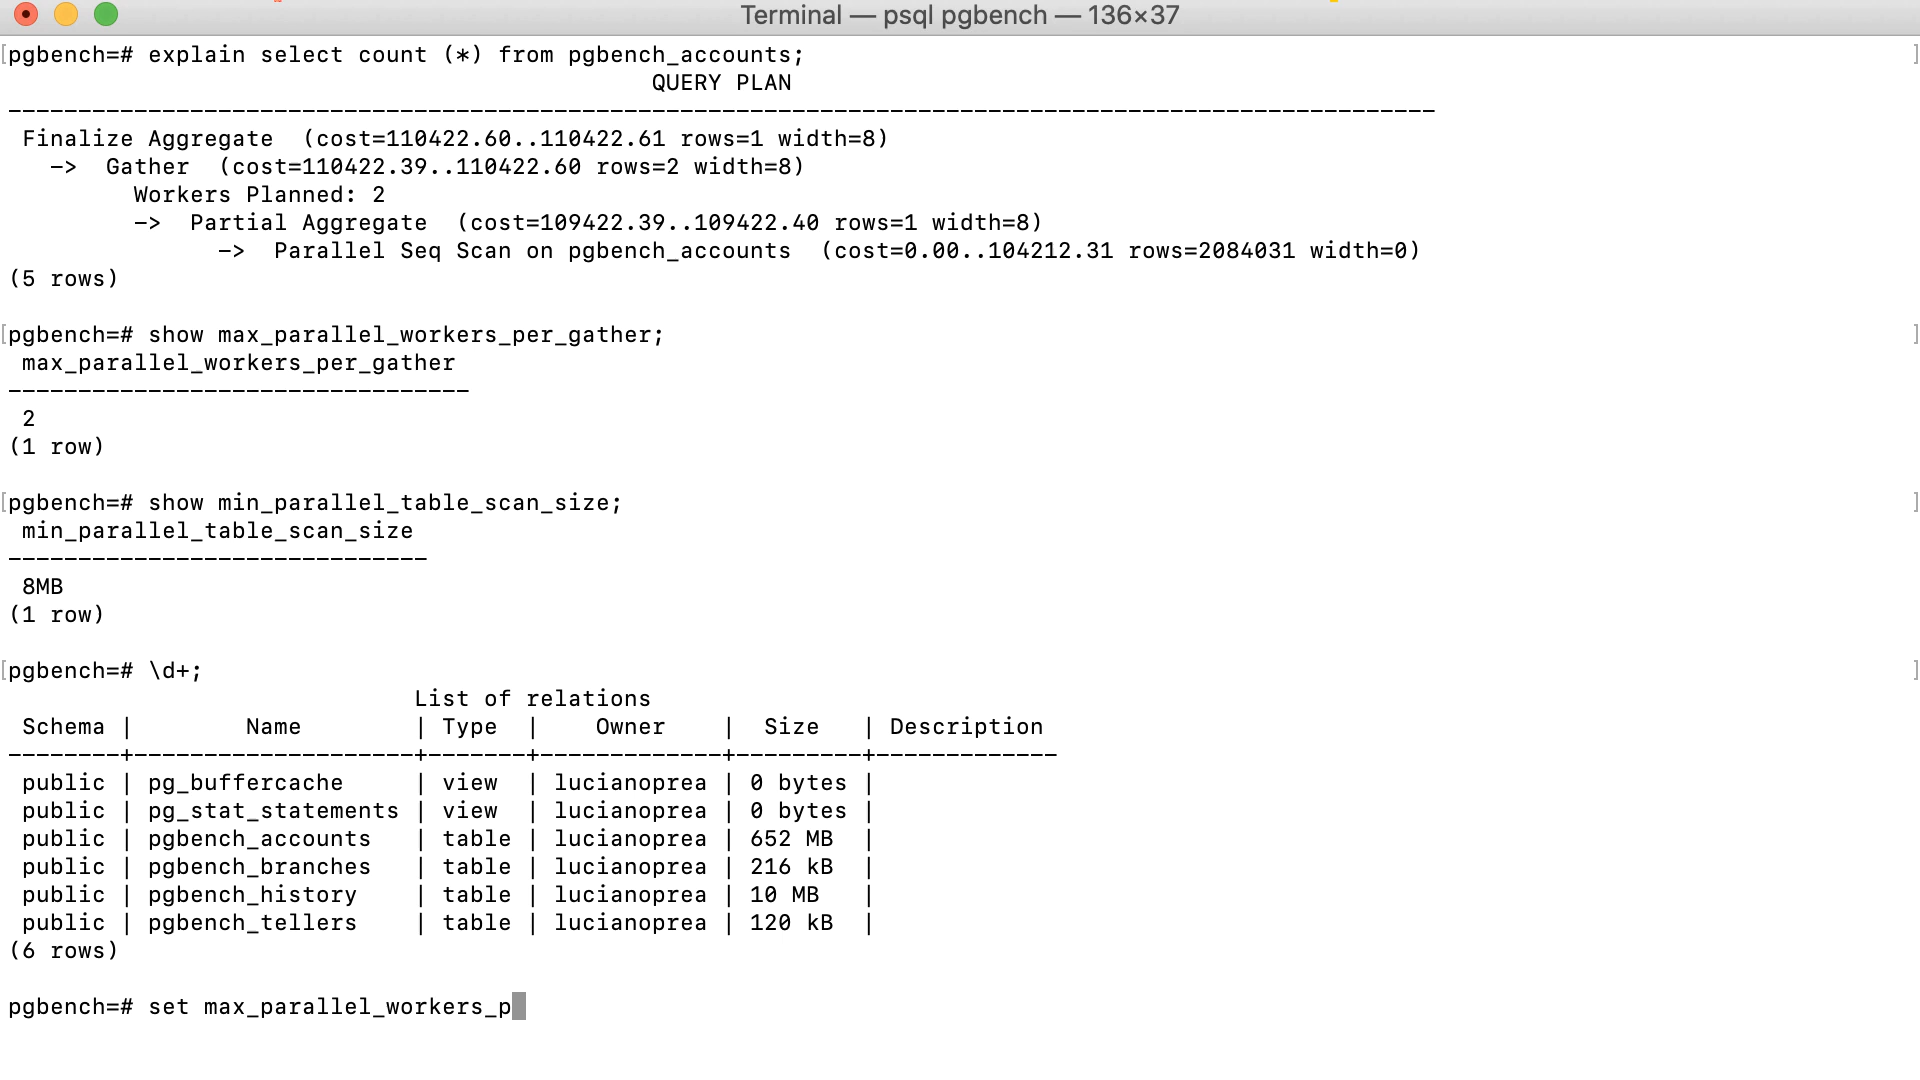 Terminal — psql pgbench — 136×37
[pgbench=# explain select count (*) from pgbench_accounts; ]
QUERY PLAN
------------------------------------------------------------------------------------------------------
Finalize Aggregate  (cost=110422.60..110422.61 rows=1 width=8)
->  Gather  (cost=110422.39..110422.60 rows=2 width=8)
Workers Planned: 2
->  Partial Aggregate  (cost=109422.39..109422.40 rows=1 width=8)
->  Parallel Seq Scan on pgbench_accounts  (cost=0.00..104212.31 rows=2084031 width=0)
(5 rows)
[pgbench=# show max_parallel_workers_per_gather; ]
max_parallel_workers_per_gather
---------------------------------
2
(1 row)
[pgbench=# show min_parallel_table_scan_size; ]
min_parallel_table_scan_size
------------------------------
8MB
(1 row)
[pgbench=# \d+; ]
List of relations
Schema |        Name        | Type  |    Owner    |  Size   | Description
--------+--------------------+-------+-------------+---------+-------------
public | pg_buffercache     | view  | lucianoprea | 0 bytes |
public | pg_stat_statements | view  | lucianoprea | 0 bytes |
public | pgbench_accounts   | table | lucianoprea | 652 MB  |
public | pgbench_branches   | table | lucianoprea | 216 kB  |
public | pgbench_history    | table | lucianoprea | 10 MB   |
public | pgbench_tellers    | table | lucianoprea | 120 kB  |
(6 rows)
pgbench=# set max_parallel_workers_p